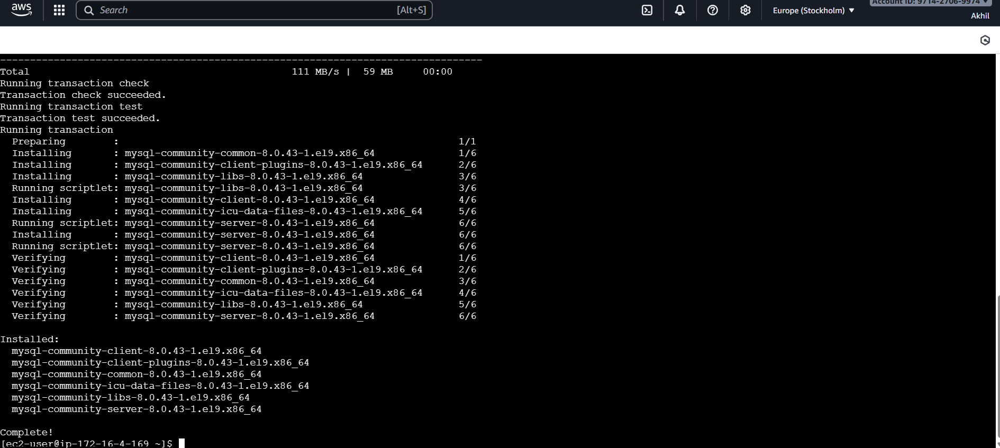 aws
Search [Alt+S]
Europe (Stockholm) ▼
Account ID: 9714-2706-9974 ▼
Akhil
--------------------------------------------------------------------------------
Total 111 MB/s | 59 MB 00:00
Running transaction check
Transaction check succeeded.
Running transaction test
Transaction test succeeded.
Running transaction
Preparing : 1/1
Installing : mysql-community-common-8.0.43-1.el9.x86_64 1/6
Installing : mysql-community-client-plugins-8.0.43-1.el9.x86_64 2/6
Installing : mysql-community-libs-8.0.43-1.el9.x86_64 3/6
Running scriptlet: mysql-community-libs-8.0.43-1.el9.x86_64 3/6
Installing : mysql-community-client-8.0.43-1.el9.x86_64 4/6
Installing : mysql-community-icu-data-files-8.0.43-1.el9.x86_64 5/6
Running scriptlet: mysql-community-server-8.0.43-1.el9.x86_64 6/6
Installing : mysql-community-server-8.0.43-1.el9.x86_64 6/6
Running scriptlet: mysql-community-server-8.0.43-1.el9.x86_64 6/6
Verifying : mysql-community-client-8.0.43-1.el9.x86_64 1/6
Verifying : mysql-community-client-plugins-8.0.43-1.el9.x86_64 2/6
Verifying : mysql-community-common-8.0.43-1.el9.x86_64 3/6
Verifying : mysql-community-icu-data-files-8.0.43-1.el9.x86_64 4/6
Verifying : mysql-community-libs-8.0.43-1.el9.x86_64 5/6
Verifying : mysql-community-server-8.0.43-1.el9.x86_64 6/6
Installed:
mysql-community-client-8.0.43-1.el9.x86_64
mysql-community-client-plugins-8.0.43-1.el9.x86_64
mysql-community-common-8.0.43-1.el9.x86_64
mysql-community-icu-data-files-8.0.43-1.el9.x86_64
mysql-community-libs-8.0.43-1.el9.x86_64
mysql-community-server-8.0.43-1.el9.x86_64
Complete!
[ec2-user@ip-172-16-4-169 ~]$